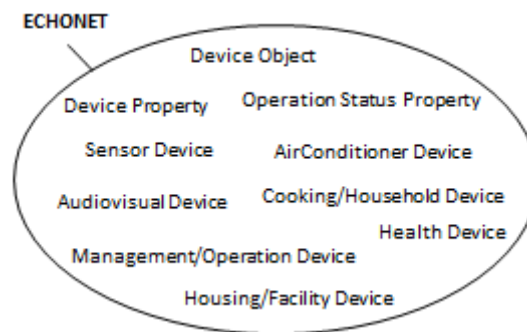 ECHONET
Device Object
Device Property
Operation Status Property
Sensor Device
AirConditioner Device
Audiovisual Device
Cooking/Household Device
Health Device
Management/Operation Device
Housing/Facility Device